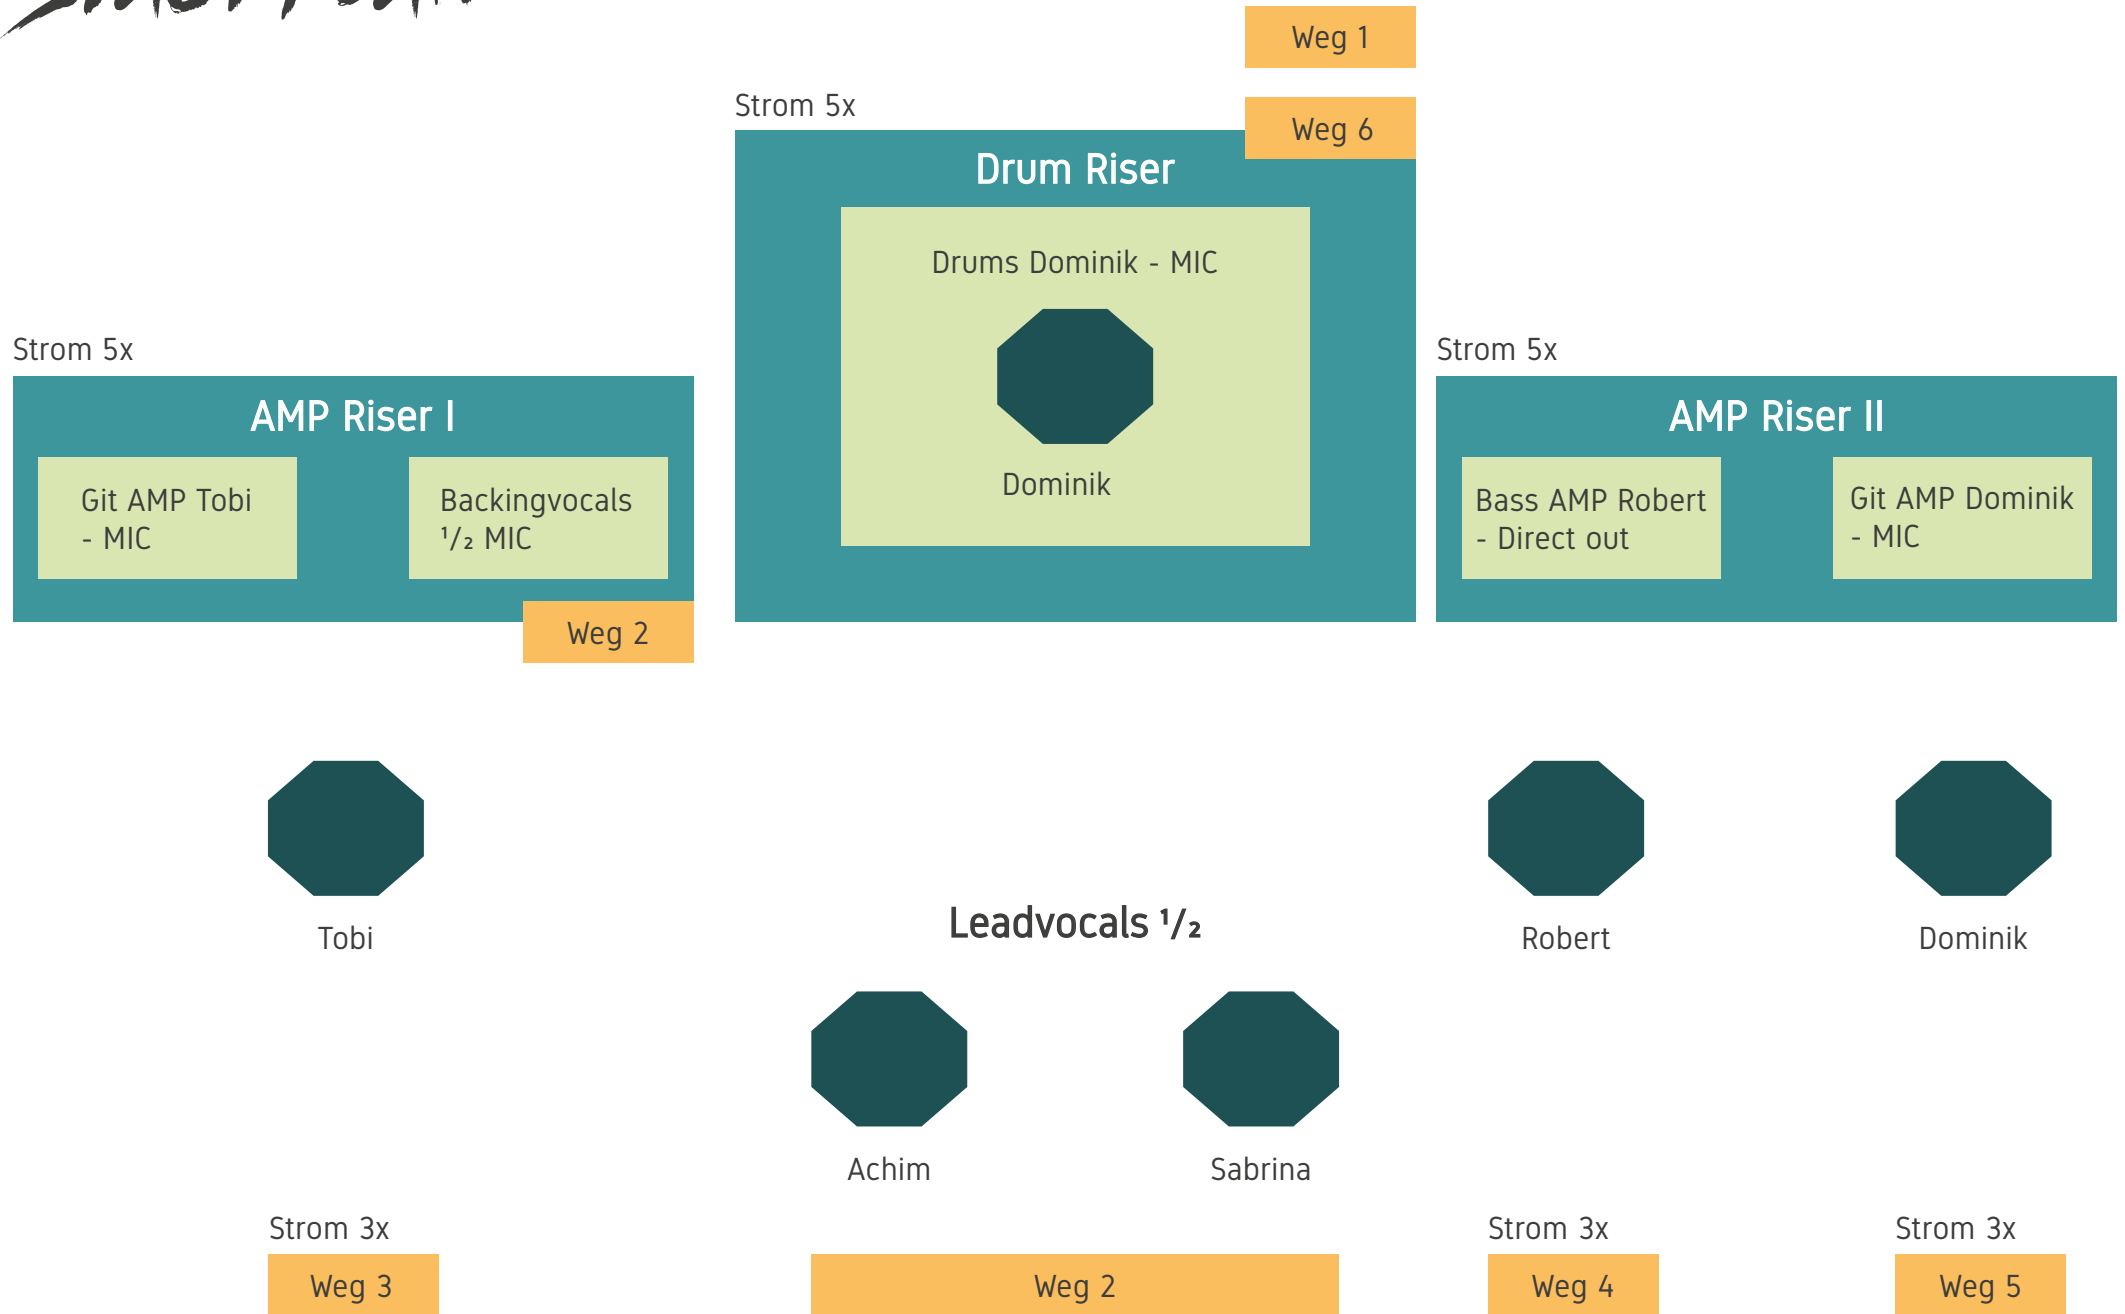 Weg 1
Strom 5x
Weg 6
Drum Riser
Drums Dominik - MIC
Dominik
Strom 5x
AMP Riser I
Git AMP Tobi
- MIC
Backingvocals
¹/₂ MIC
Weg 2
Strom 5x
AMP Riser II
Bass AMP Robert
- Direct out
Git AMP Dominik
- MIC
Tobi
Robert
Dominik
Leadvocals ¹/₂
Achim
Sabrina
Strom 3x
Weg 3
Weg 2
Strom 3x
Weg 4
Strom 3x
Weg 5